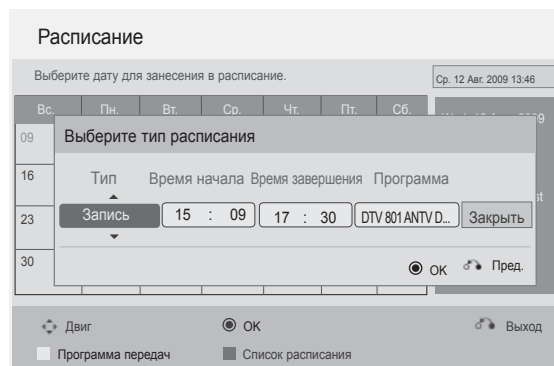 Расписание
Выберите дату для занесения в расписание.
Ср. 12 Авг. 2009 13:46
Вс. Пн. Вт. Ср. Чт. Пт. Сб.
09
Выберите тип расписания
16
Тип Время начала Время завершения Программа
23
Запись 15 : 09 17 : 30 DTV 801 ANTV D... Закрыть
30
OK Пред.
Двиг OK Выход
Программа передач Список расписания